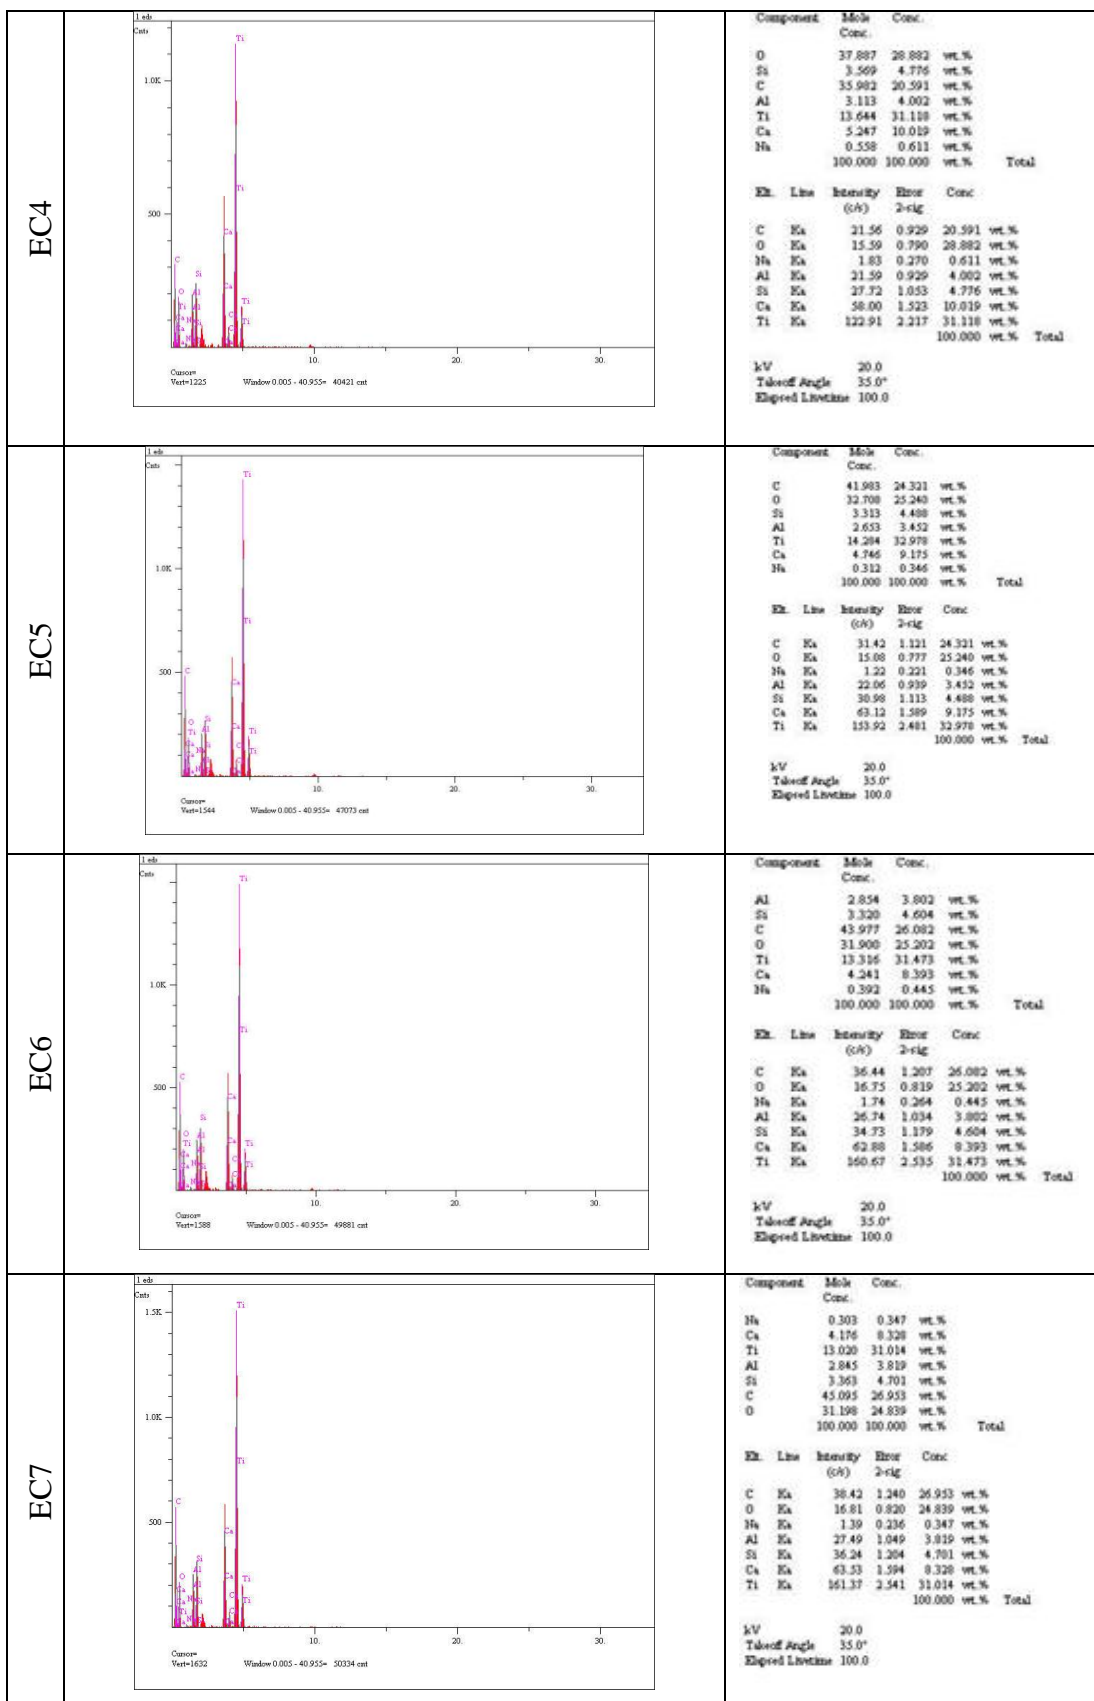 EC4
1 eds
Cnts
Ti
1.0K
Ti
500
Ca
C
Si
Ca
O
Al
Ti
Ti
Ti
10. 20. 30.
Cursor=
Vert=1225 Window 0.005 - 40.955= 40421 cnt
Component Mole Conc.
Conc.
O 37.887 28.882 wt.%
Si 3.569 4.776 wt.%
C 35.982 20.591 wt.%
Al 3.113 4.002 wt.%
Ti 13.644 31.118 wt.%
Ca 5.247 10.019 wt.%
Na 0.558 0.611 wt.%
100.000 100.000 wt.% Total
Elt. Line Intensity Error Conc
(c/s) 2-sig
C Ka 21.56 0.929 20.591 wt.%
O Ka 15.59 0.790 28.882 wt.%
Na Ka 1.83 0.270 0.611 wt.%
Al Ka 21.59 0.929 4.002 wt.%
Si Ka 27.72 1.053 4.776 wt.%
Ca Ka 58.00 1.523 10.019 wt.%
Ti Ka 122.91 2.217 31.118 wt.%
100.000 wt.% Total
kV 20.0
Takeoff Angle 35.0°
Elapsed Livetime 100.0
EC5
1 eds
Cnts
Ti
1.0K
Ti
500
C
Ca
O
Si
Ti
Al
Ca
Ti
Ti
10. 20. 30.
Cursor=
Vert=1544 Window 0.005 - 40.955= 47073 cnt
Component Mole Conc.
Conc.
C 41.983 24.321 wt.%
O 32.708 25.240 wt.%
Si 3.313 4.488 wt.%
Al 2.653 3.452 wt.%
Ti 14.284 32.978 wt.%
Ca 4.746 9.175 wt.%
Na 0.312 0.346 wt.%
100.000 100.000 wt.% Total
Elt. Line Intensity Error Conc
(c/s) 2-sig
C Ka 31.42 1.121 24.321 wt.%
O Ka 15.08 0.777 25.240 wt.%
Na Ka 1.22 0.221 0.346 wt.%
Al Ka 22.06 0.939 3.452 wt.%
Si Ka 30.98 1.113 4.488 wt.%
Ca Ka 63.12 1.589 9.175 wt.%
Ti Ka 153.92 2.481 32.978 wt.%
100.000 wt.% Total
kV 20.0
Takeoff Angle 35.0°
Elapsed Livetime 100.0
EC6
1 eds
Cnts
Ti
1.0K
Ti
500
C
Ca
Si
O
Al
Ti
Ca
Ti
Ti
10. 20. 30.
Cursor=
Vert=1588 Window 0.005 - 40.955= 49881 cnt
Component Mole Conc.
Conc.
Al 2.854 3.802 wt.%
Si 3.320 4.604 wt.%
C 43.977 26.082 wt.%
O 31.900 25.202 wt.%
Ti 13.316 31.473 wt.%
Ca 4.241 8.393 wt.%
Na 0.392 0.445 wt.%
100.000 100.000 wt.% Total
Elt. Line Intensity Error Conc
(c/s) 2-sig
C Ka 36.44 1.207 26.082 wt.%
O Ka 16.75 0.819 25.202 wt.%
Na Ka 1.74 0.264 0.445 wt.%
Al Ka 26.74 1.034 3.802 wt.%
Si Ka 34.73 1.179 4.604 wt.%
Ca Ka 62.88 1.586 8.393 wt.%
Ti Ka 160.67 2.535 31.473 wt.%
100.000 wt.% Total
kV 20.0
Takeoff Angle 35.0°
Elapsed Livetime 100.0
EC7
1 eds
Cnts
Ti
1.5K
1.0K
Ti
500
C
Ca
Si
O
Al
Ca
Ti
Ti
10. 20. 30.
Cursor=
Vert=1632 Window 0.005 - 40.955= 50334 cnt
Component Mole Conc.
Conc.
Na 0.303 0.347 wt.%
Ca 4.176 8.328 wt.%
Ti 13.020 31.014 wt.%
Al 2.845 3.819 wt.%
Si 3.363 4.701 wt.%
C 45.095 26.953 wt.%
O 31.198 24.839 wt.%
100.000 100.000 wt.% Total
Elt. Line Intensity Error Conc
(c/s) 2-sig
C Ka 38.42 1.240 26.953 wt.%
O Ka 16.81 0.820 24.839 wt.%
Na Ka 1.39 0.236 0.347 wt.%
Al Ka 27.49 1.049 3.819 wt.%
Si Ka 36.24 1.204 4.701 wt.%
Ca Ka 63.53 1.594 8.328 wt.%
Ti Ka 161.37 2.541 31.014 wt.%
100.000 wt.% Total
kV 20.0
Takeoff Angle 35.0°
Elapsed Livetime 100.0